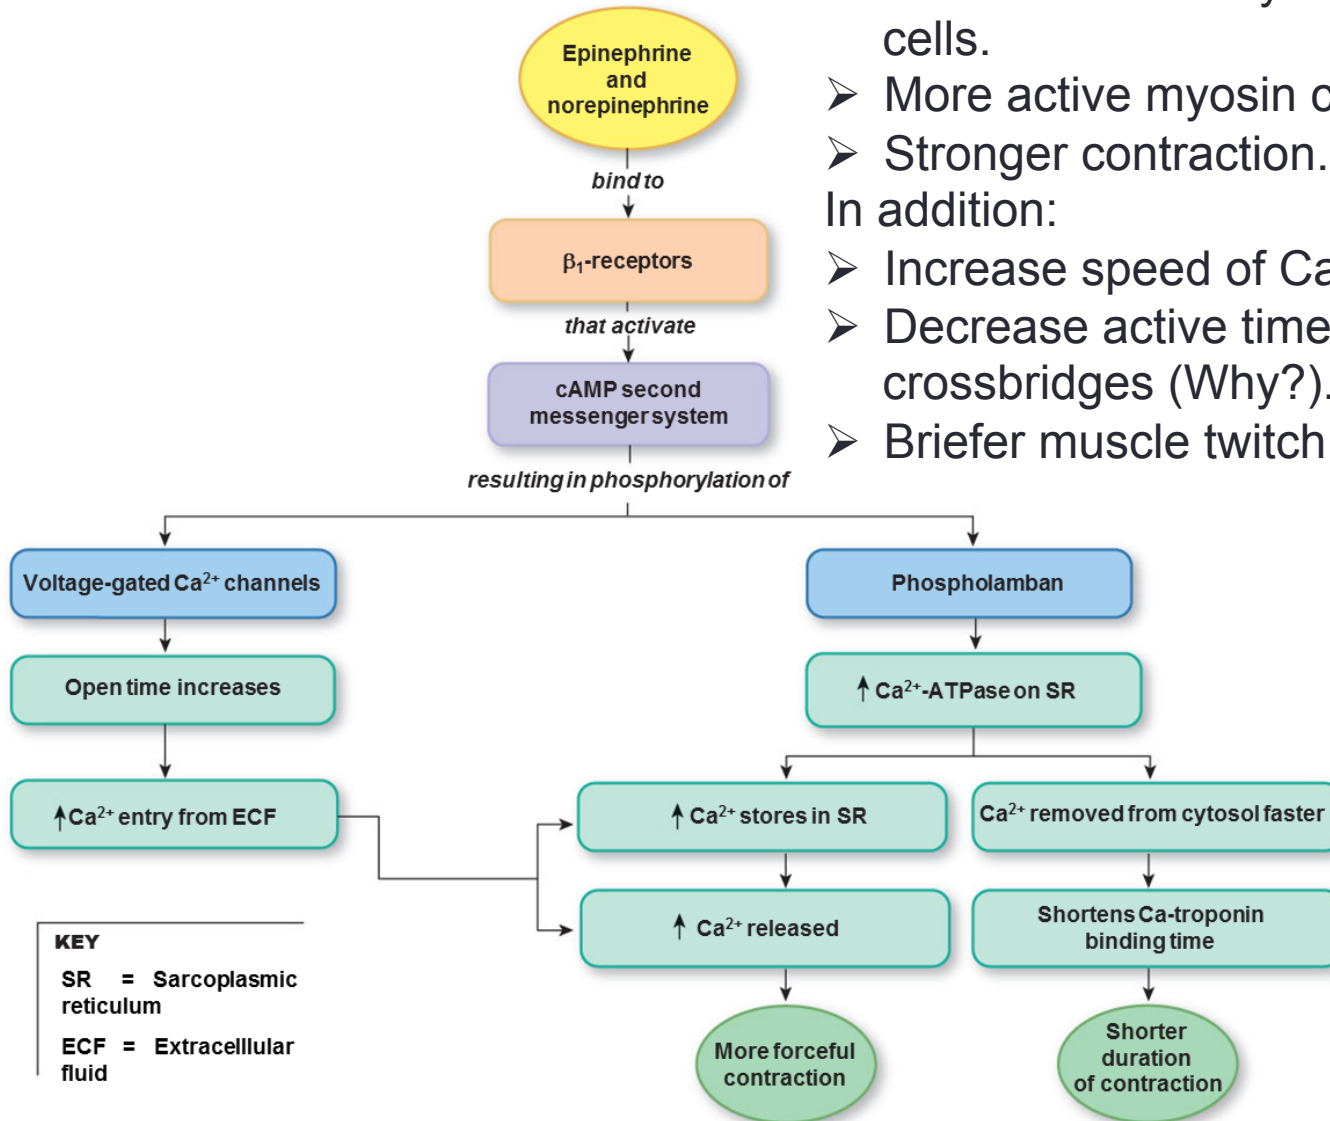 cells.
➤ More active myosin
➤ Stronger contraction.
In addition:
➤ Increase speed of
➤ Decrease active time
crossbridges (Why?).
➤ Briefer muscle twitch
Epinephrine
and
norepinephrine
bind to
β₁-receptors
that activate
cAMP second
messenger system
resulting in phosphorylation of
Voltage-gated Ca²⁺ channels
Phospholamban
Open time increases
↑ Ca²⁺-ATPase on SR
↑ Ca²⁺ entry from ECF
↑ Ca²⁺ stores in SR
Ca²⁺ removed from cytosol faster
↑ Ca²⁺ released
Shortens Ca-troponin
binding time
More forceful
contraction
Shorter
duration
of contraction
KEY
SR = Sarcoplasmic
reticulum
ECF = Extracelllular
fluid